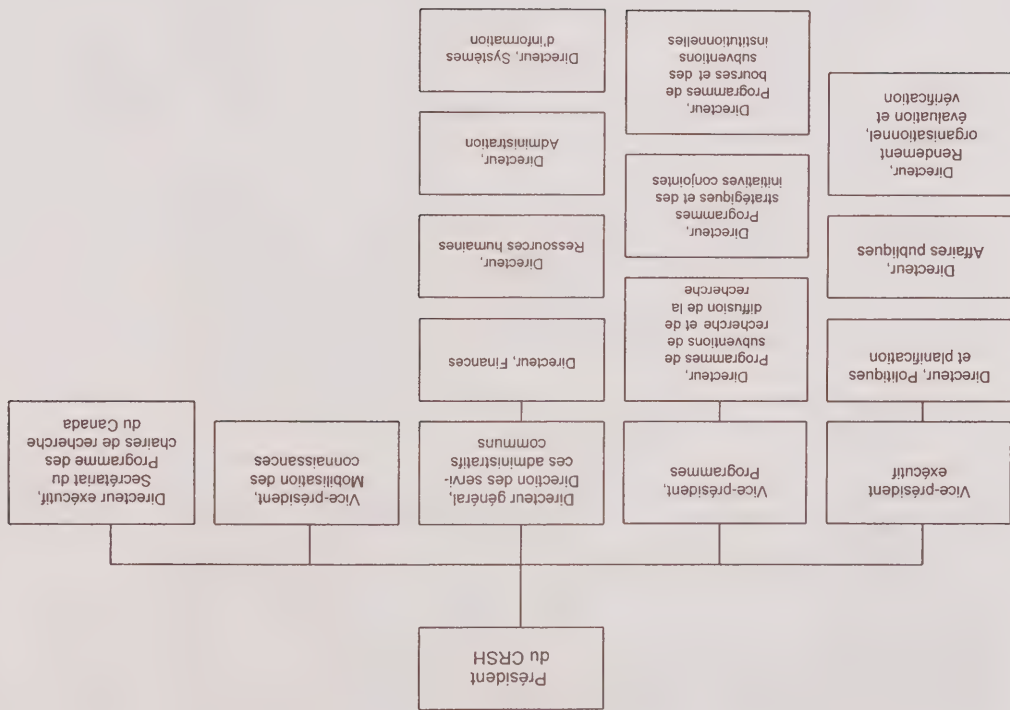 Président
du CRSH
Vice-président
exécutif
Vice-président,
Programmes
Directeur général,
Direction des servi-
ces administratifs
communs
Vice-président,
Mobilisation des
connaissances
Directeur exécutif,
Secrétariat du
Programme des
chaires de recherche
du Canada
Directeur, Politiques
et planification
Directeur,
Programmes de
subventions de
recherche et de
diffusion de la
recherche
Directeur, Finances
Directeur,
Affaires publiques
Directeur,
Programmes
stratégiques et des
initiatives conjointes
Directeur,
Ressources humaines
Directeur,
Rendement
organisationnel,
évaluation et
vérification
Directeur,
Programmes de
bourses et des
subventions
institutionnelles
Directeur,
Administration
Directeur, Systèmes
d'information